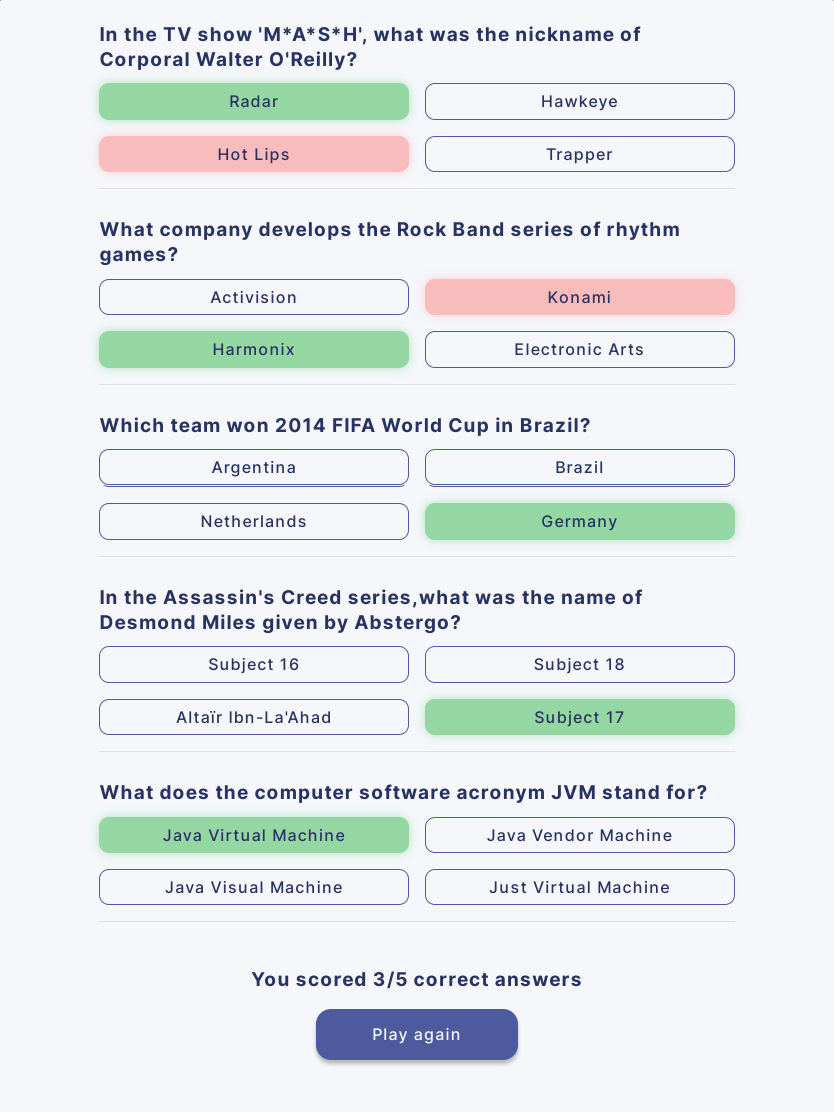 In the TV show 'M*A*S*H', what was the nickname of
Corporal Walter O'Reilly?
Radar
Hawkeye
Hot Lips
Trapper
What company develops the Rock Band series of rhythm
games?
Activision
Konami
Harmonix
Electronic Arts
Which team won 2014 FIFA World Cup in Brazil?
Argentina
Brazil
Netherlands
Germany
In the Assassin's Creed series,what was the name of
Desmond Miles given by Abstergo?
Subject 16
Subject 18
Altaïr Ibn-La'Ahad
Subject 17
What does the computer software acronym JVM stand for?
Java Virtual Machine
Java Vendor Machine
Java Visual Machine
Just Virtual Machine
You scored 3/5 correct answers
Play again